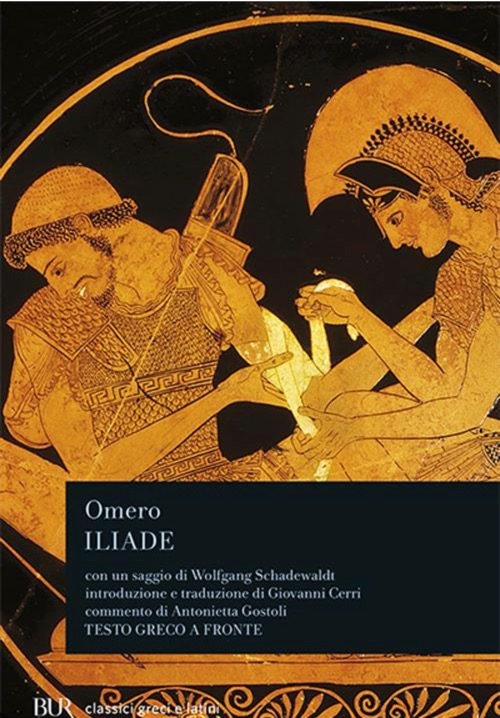 Omero
ILIADE
con un saggio di Wolfgang Schadewaldt
introduzione e traduzione di Giovanni Cerri
commento di Antonietta Gostoli
TESTO GRECO A FRONTE
BUR classici greci e latini